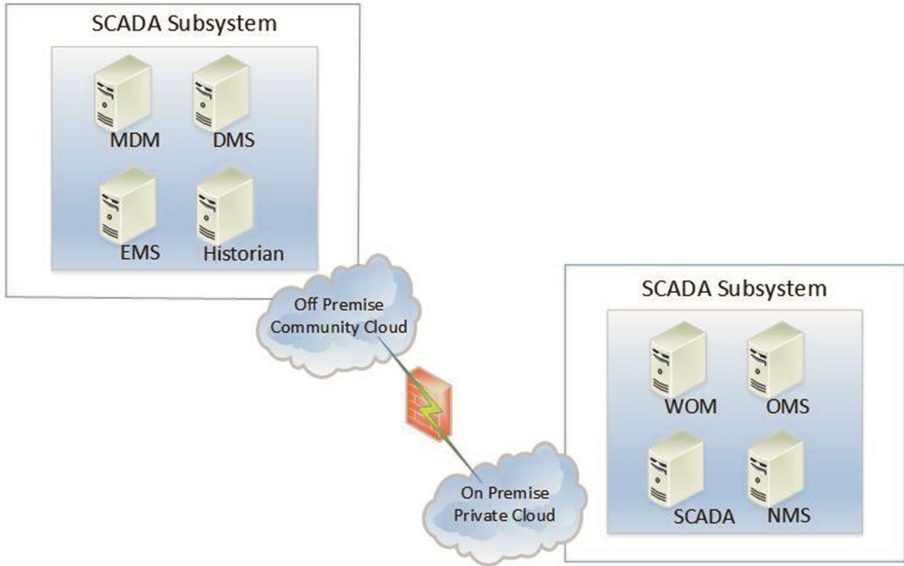 SCADA Subsystem
MDM
DMS
EMS
Historian
Off Premise
Community Cloud
SCADA Subsystem
WOM
OMS
SCADA
NMS
On Premise
Private Cloud